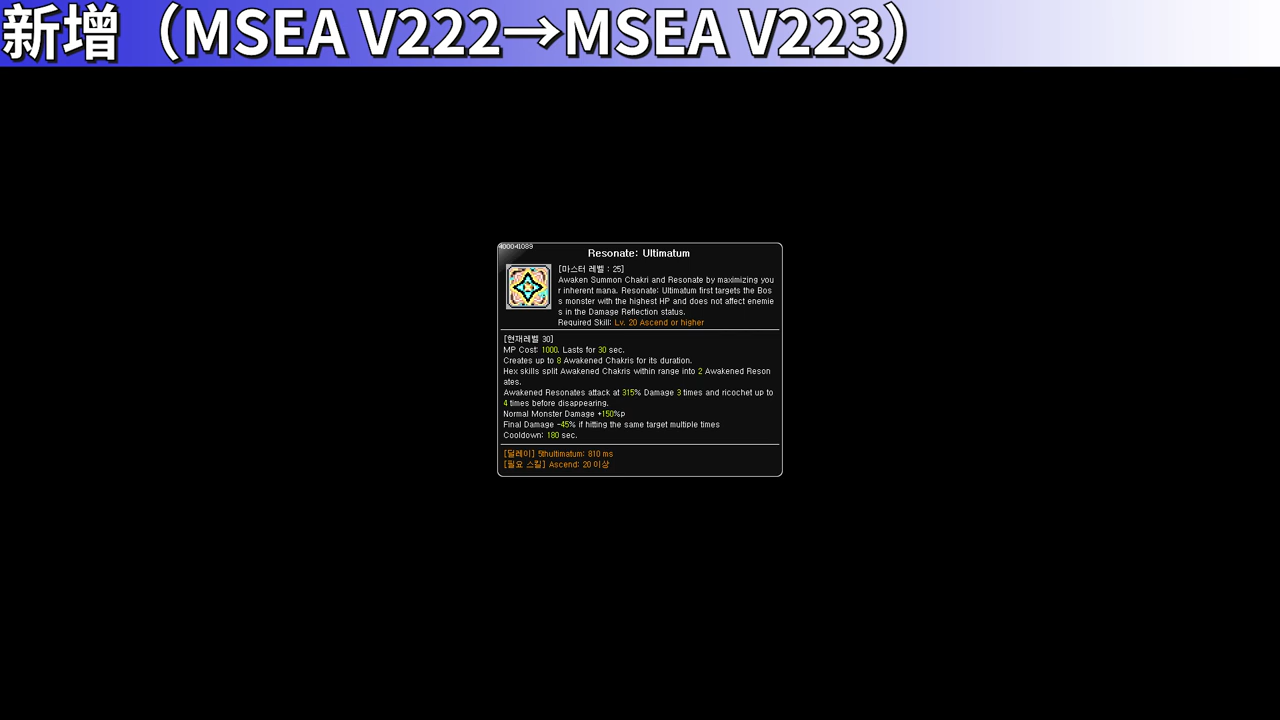 新增（MSEA V222→MSEA V223）
400041089
Resonate: Ultimatum
[마스터 레벨 : 25]
Awaken Summon Chakri and Resonate by maximizing you
r inherent mana. Resonate: Ultimatum first targets the Bos
s monster with the highest HP and does not affect enemie
s in the Damage Reflection status.
Required Skill: Lv. 20 Ascend or higher
[현재레벨 30]
MP Cost: 1000. Lasts for 30 sec.
Creates up to 8 Awakened Chakris for its duration.
Hex skills split Awakened Chakris within range into 2 Awakened Reson
ates.
Awakened Resonates attack at 315% Damage 3 times and ricochet up to
4 times before disappearing.
Normal Monster Damage +150%p
Final Damage -45% if hitting the same target multiple times
Cooldown: 180 sec.
[딜레이] 5thultimatum: 810 ms
[필요 스킬] Ascend: 20 이상